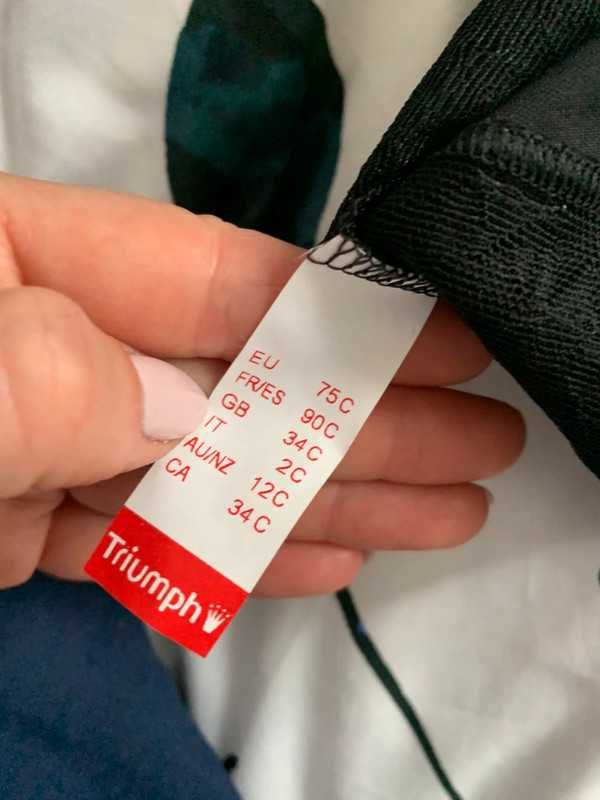 EU 75C
FR/ES 90C
GB 34C
IT 2C
AU/NZ 12C
CA 34C
Triumph